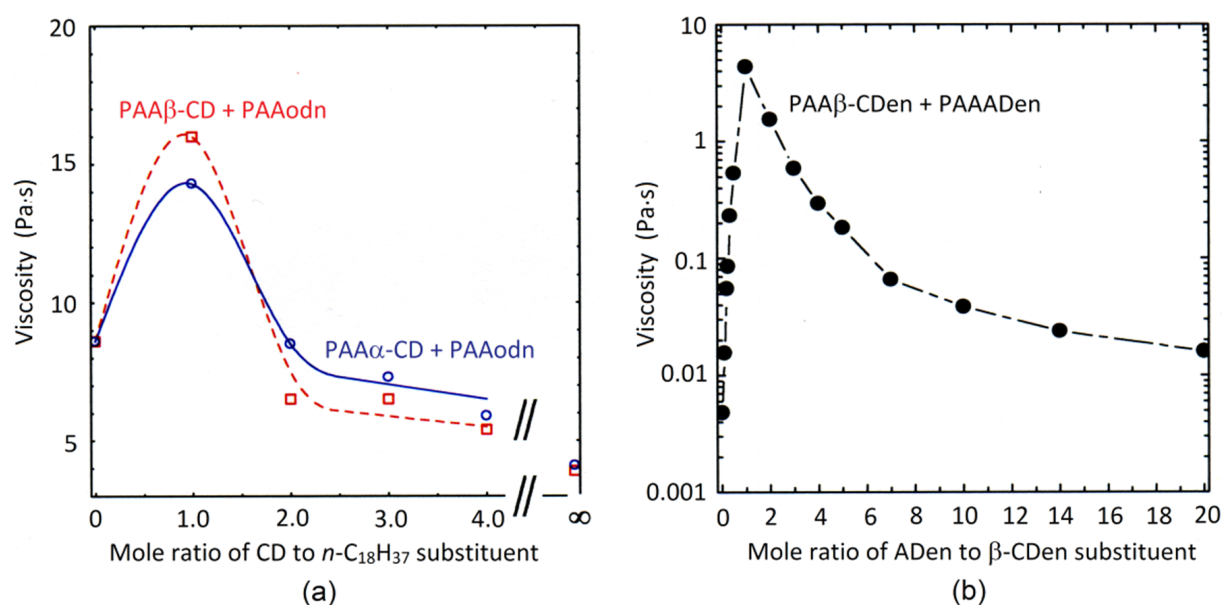 20
15
10
5
Viscosity (Pa·s)
PAAβ-CD + PAAodn
PAAα-CD + PAAodn
0 1.0 2.0 3.0 4.0 ∞
Mole ratio of CD to n-C₁₈H₃₇ substituent
(a)
10
1
0.1
0.01
0.001
Viscosity (Pa·s)
PAAβ-CDen + PAAADen
0 2 4 6 8 10 12 14 16 18 20
Mole ratio of ADen to β-CDen substituent
(b)